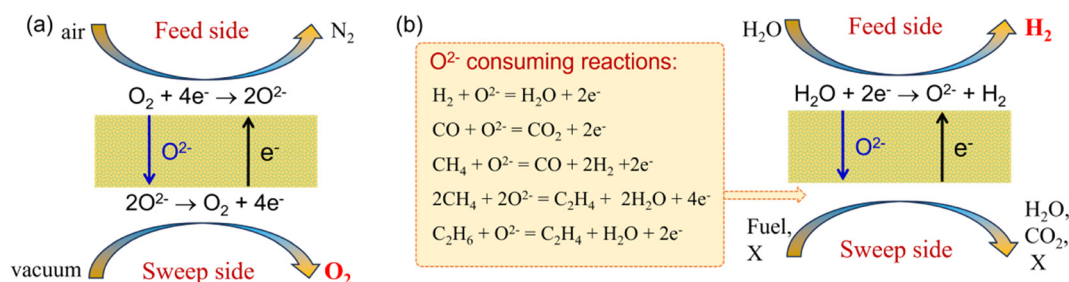 (a)
air
Feed side
N₂
O₂ + 4e⁻ → 2O²⁻
O²⁻
e⁻
2O²⁻ → O₂ + 4e⁻
vacuum
Sweep side
O₂
(b)
O²⁻ consuming reactions:
H₂ + O²⁻ = H₂O + 2e⁻
CO + O²⁻ = CO₂ + 2e⁻
CH₄ + O²⁻ = CO + 2H₂ +2e⁻
2CH₄ + 2O²⁻ = C₂H₄ + 2H₂O + 4e⁻
C₂H₆ + O²⁻ = C₂H₄ + H₂O + 2e⁻
H₂O
Feed side
H₂
H₂O + 2e⁻ → O²⁻ + H₂
O²⁻
e⁻
Fuel,
X
Sweep side
H₂O,
CO₂,
X